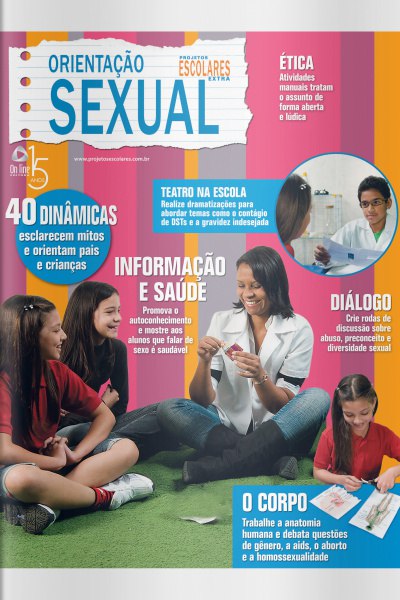 ORIENTAÇÃO
SEXUAL
PROJETOS
ESCOLARES
EXTRA
www.projetosescolares.com.br
On line
EDITORA
15
ANOS
ÉTICA
Atividades
manuais tratam
o assunto de
forma aberta
e lúdica
TEATRO NA ESCOLA
Realize dramatizações para
abordar temas como o contágio
de DSTs e a gravidez indesejada
40 DINÂMICAS
esclarecem mitos
e orientam pais
e crianças
INFORMAÇÃO
E SAÚDE
Promova o
autoconhecimento
e mostre aos
alunos que falar de
sexo é saudável
DIÁLOGO
Crie rodas de
discussão sobre
abuso, preconceito e
diversidade sexual
O CORPO
Trabalhe a anatomia
humana e debata questões
de gênero, a aids, o aborto
e a homossexualidade